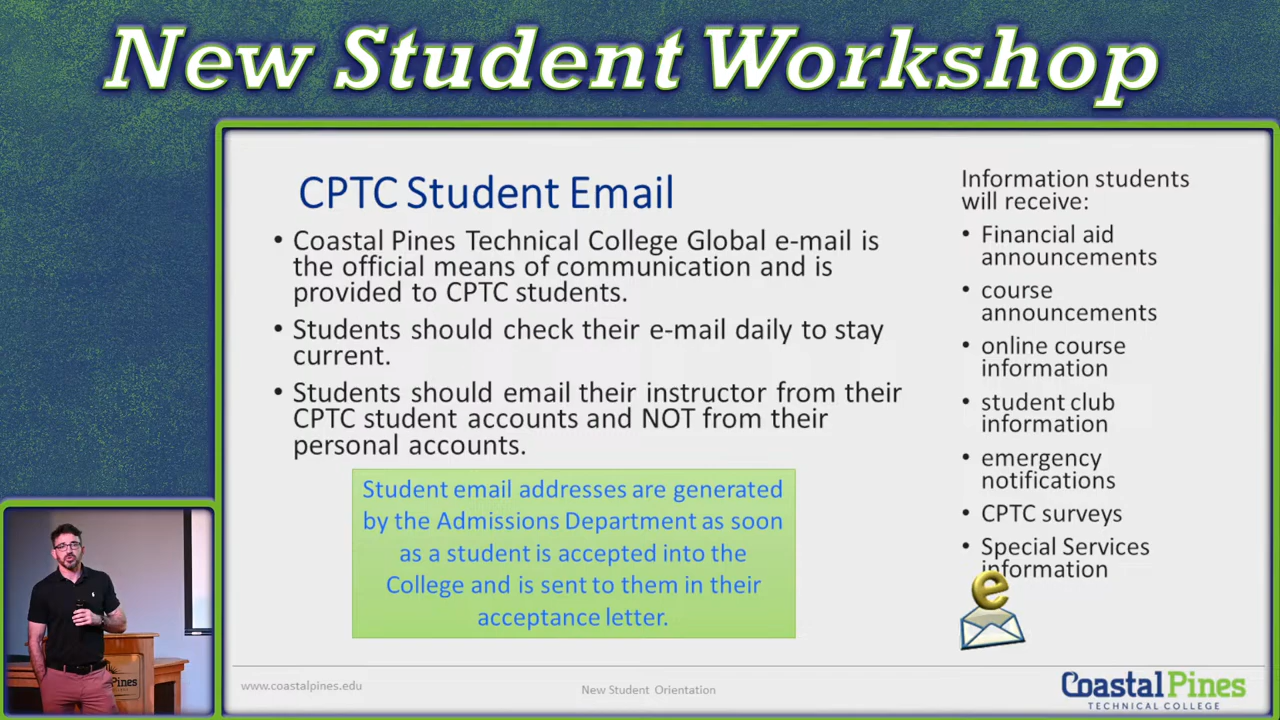 New Student Workshop
CPTC Student Email
• Coastal Pines Technical College Global e-mail is
the official means of communication and is
provided to CPTC students.
• Students should check their e-mail daily to stay
current.
• Students should email their instructor from their
CPTC student accounts and NOT from their
personal accounts.
Student email addresses are generated
by the Admissions Department as soon
as a student is accepted into the
College and is sent to them in their
acceptance letter.
Information students
will receive:
• Financial aid
announcements
• course
announcements
• online course
information
• student club
information
• emergency
notifications
• CPTC surveys
• Special Services
information
e
www.coastalpines.edu
New Student Orientation
Coastal Pines
TECHNICAL COLLEGE
Pines